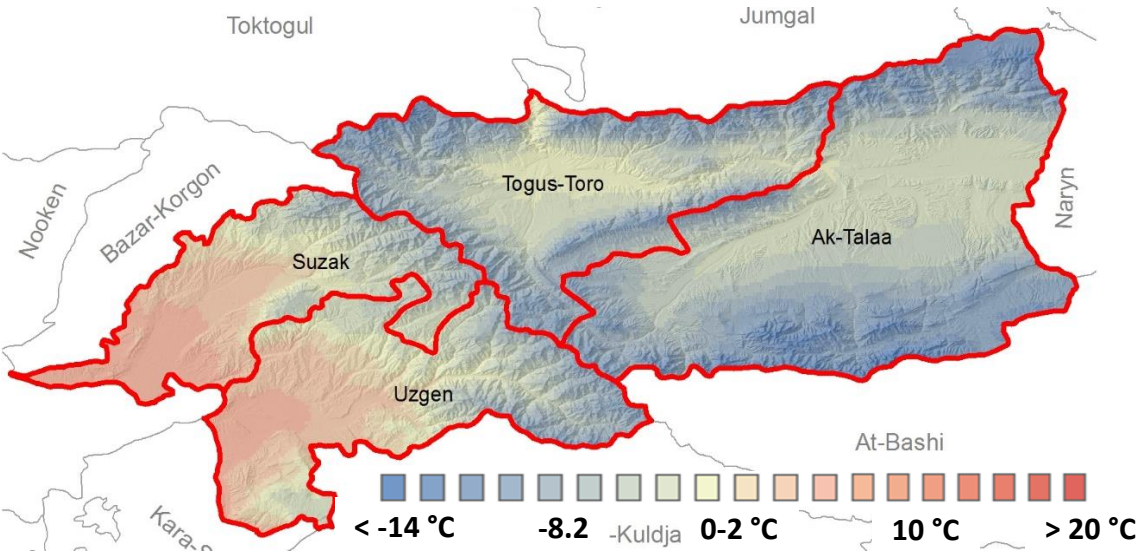 Toktogul
Jumgal
Nooken
Bazar-Korgon
Togus-Toro
Naryn
Ak-Talaa
Suzak
Uzgen
At-Bashi
Kara-S
-Kuldja
< -14 °C
-8.2
0-2 °C
10 °C
> 20 °C